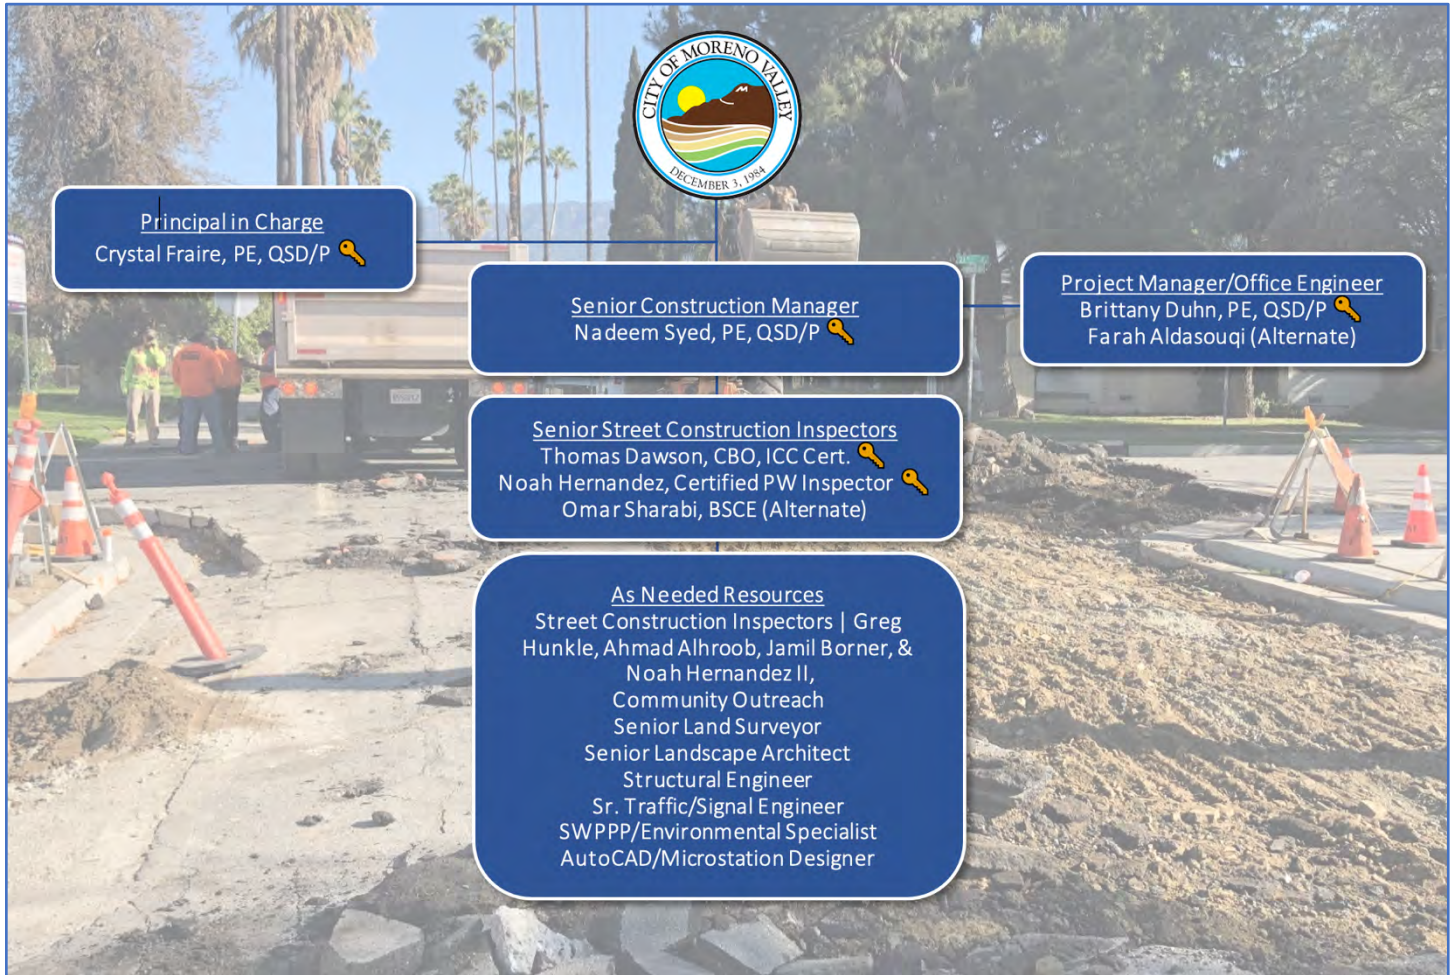 CITY OF MORENO VALLEY
DECEMBER 3, 1984
Principal in Charge
Crystal Fraire, PE, QSD/P
Senior Construction Manager
Nadeem Syed, PE, QSD/P
Project Manager/Office Engineer
Brittany Duhn, PE, QSD/P
Farah Aldasouqi (Alternate)
Senior Street Construction Inspectors
Thomas Dawson, CBO, ICC Cert.
Noah Hernandez, Certified PW Inspector
Omar Sharabi, BSCE (Alternate)
As Needed Resources
Street Construction Inspectors | Greg
Hunkle, Ahmad Alhroob, Jamil Borner, &
Noah Hernandez II,
Community Outreach
Senior Land Surveyor
Senior Landscape Architect
Structural Engineer
Sr. Traffic/Signal Engineer
SWPPP/Environmental Specialist
AutoCAD/Microstation Designer